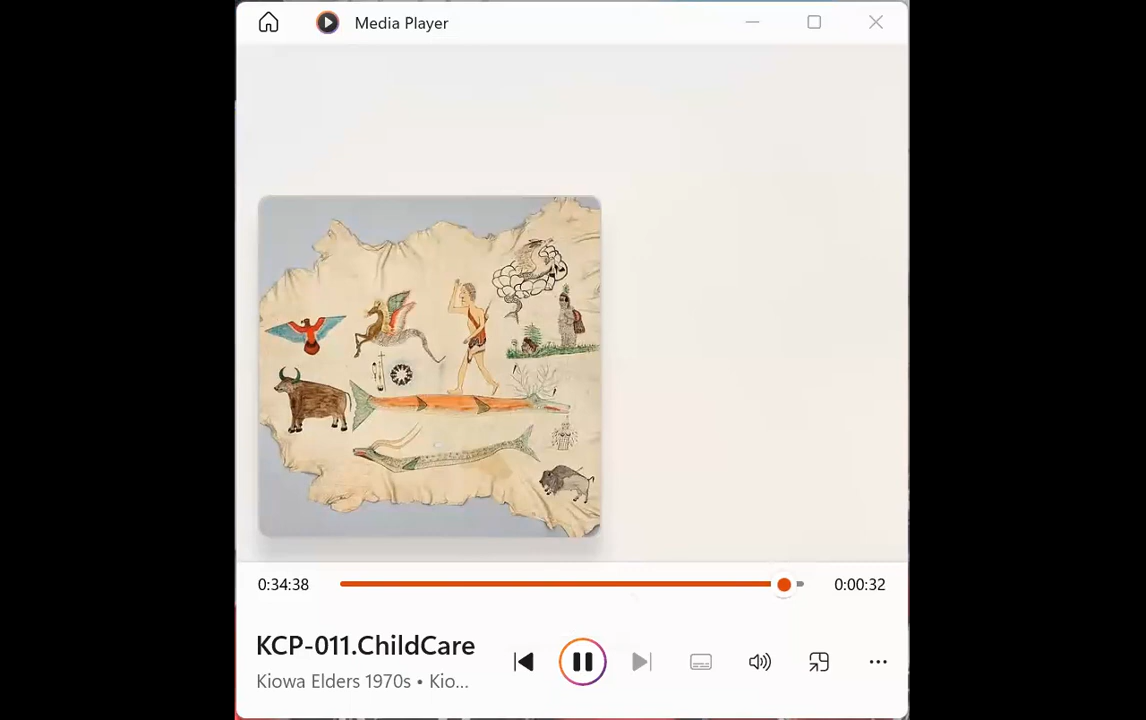 Media Player
0:34:38
0:00:32
KCP-011.ChildCare
Kiowa Elders 1970s • Kio...